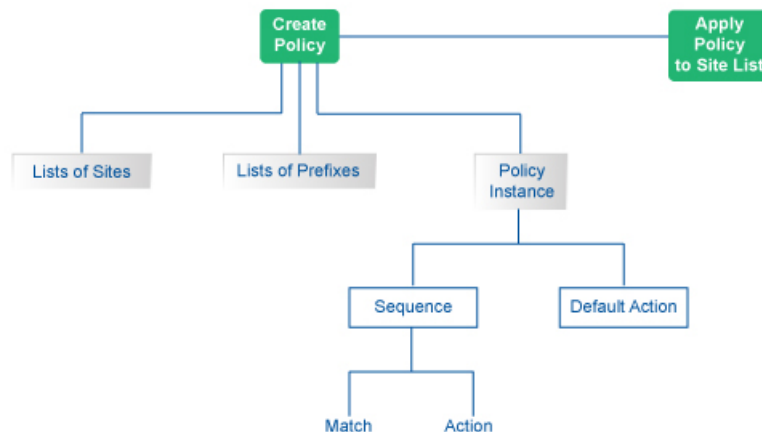 Create
Policy
Apply
Policy
to Site List
Lists of Sites
Lists of Prefixes
Policy
Instance
Sequence
Default Action
Match
Action